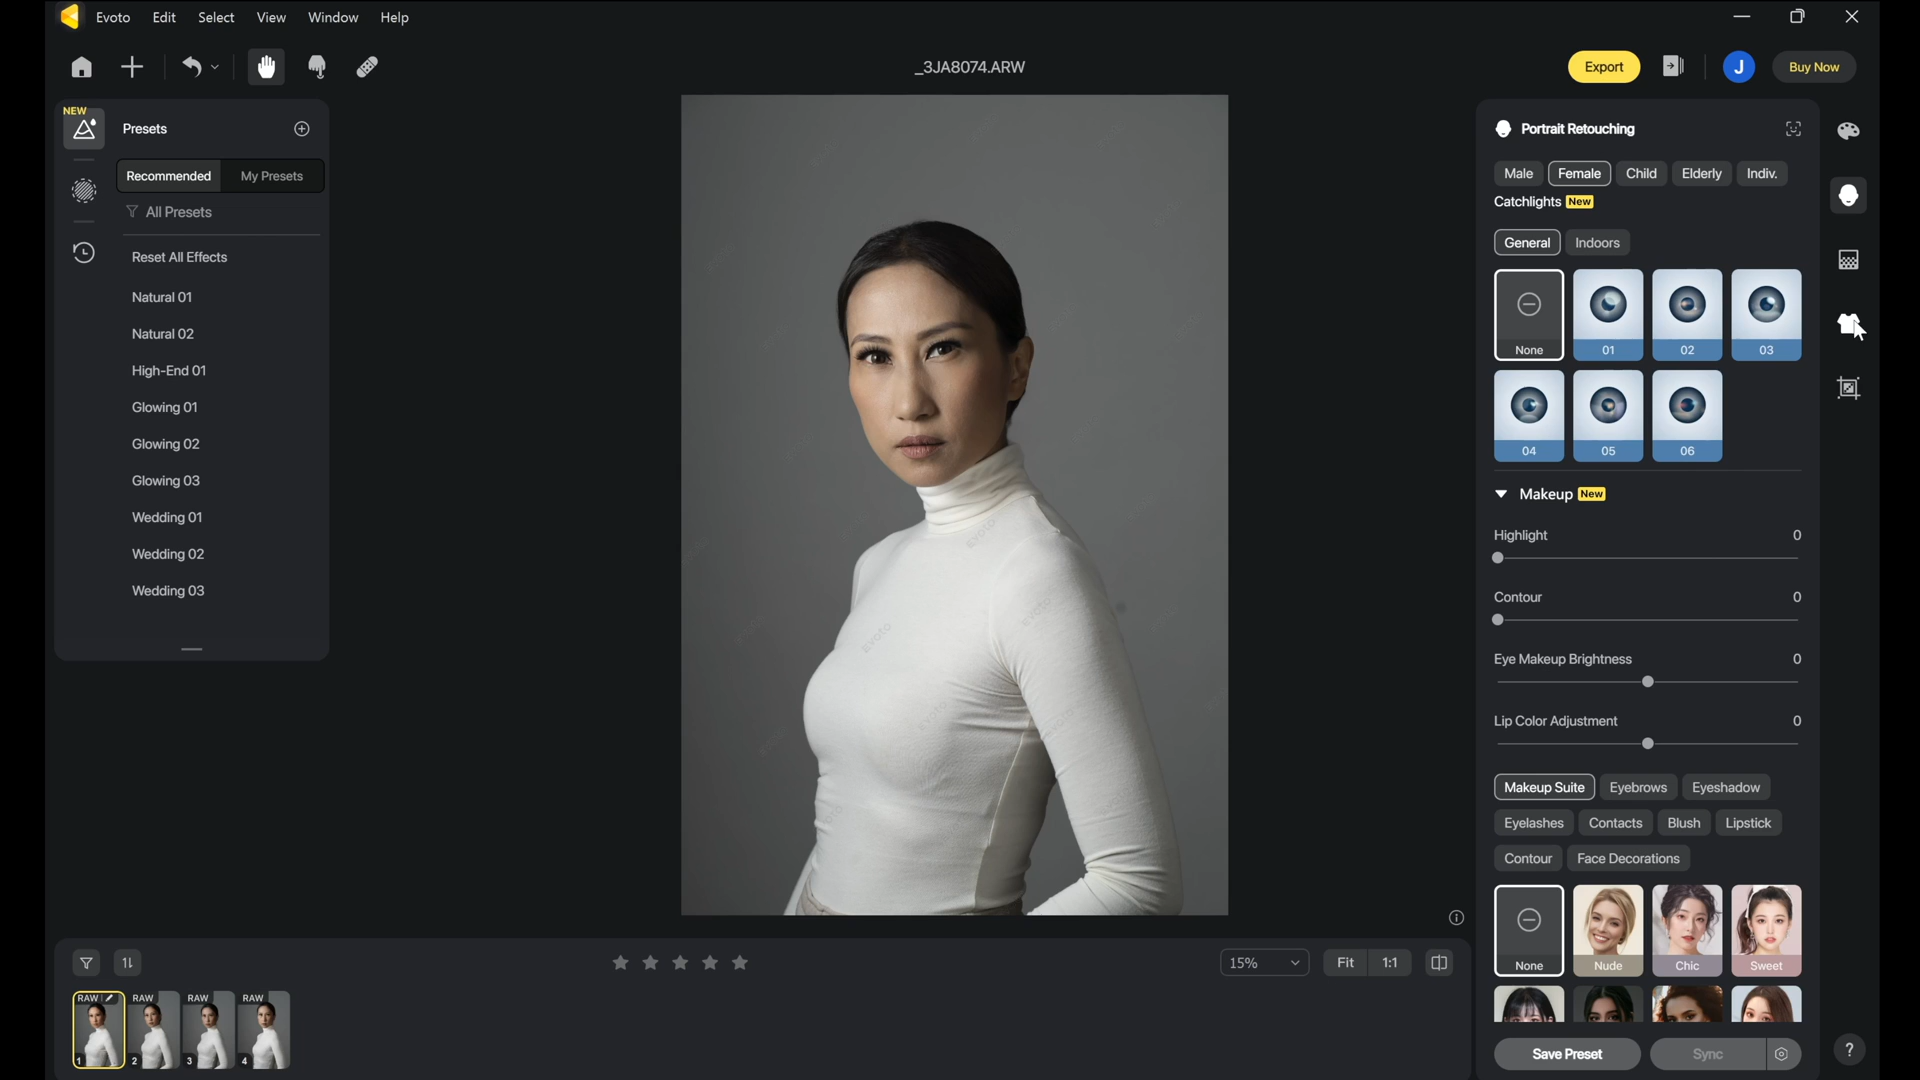 Evoto Edit Select View Window Help
_3JA8074.ARW
Export
J
Buy Now
NEW
Presets
Recommended My Presets
All Presets
Reset All Effects
Natural 01
Natural 02
High-End 01
Glowing 01
Glowing 02
Glowing 03
Wedding 01
Wedding 02
Wedding 03
Evoto
Evoto
Evoto
Evoto
Portrait Retouching
Male Female Child Elderly Indiv.
Catchlights New
General Indoors
None 01 02 03
04 05 06
Makeup New
Highlight 0
Contour 0
Eye Makeup Brightness 0
Lip Color Adjustment 0
Makeup Suite Eyebrows Eyeshadow
Eyelashes Contacts Blush Lipstick
Contour Face Decorations
None Nude Chic Sweet
Save Preset Sync
?
15% Fit 1:1
RAW RAW RAW RAW
1 2 3 4